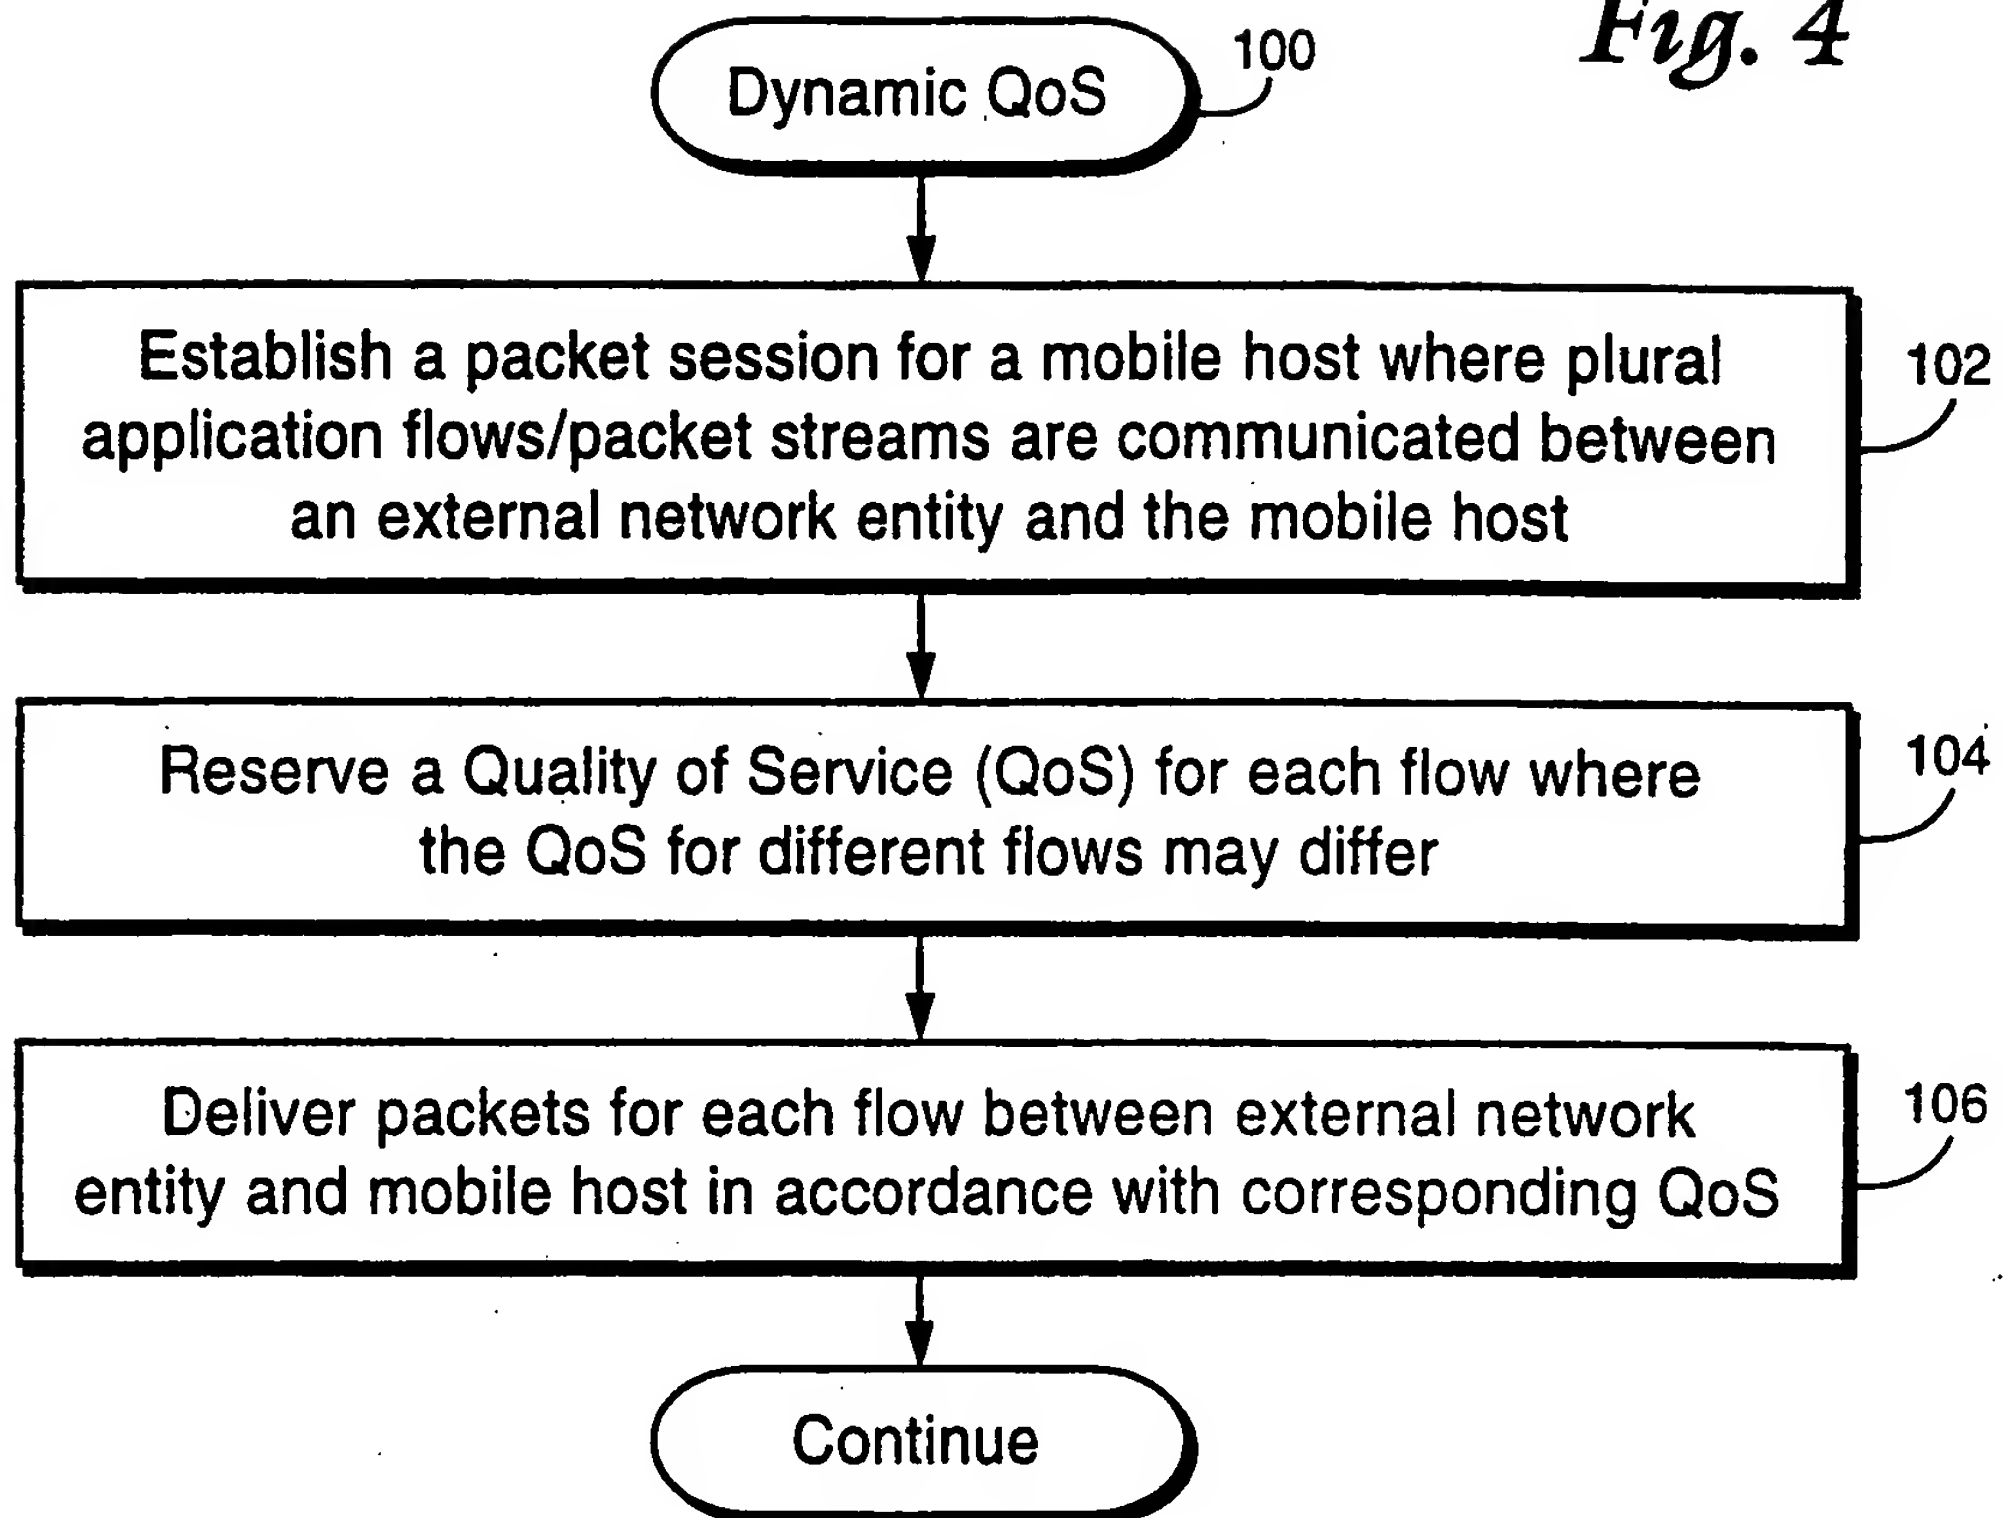 Fig. 4
Dynamic QoS
100
Establish a packet session for a mobile host where plural
application flows/packet streams are communicated between
an external network entity and the mobile host
102
Reserve a Quality of Service (QoS) for each flow where
the QoS for different flows may differ
104
Deliver packets for each flow between external network
entity and mobile host in accordance with corresponding QoS
106
Continue